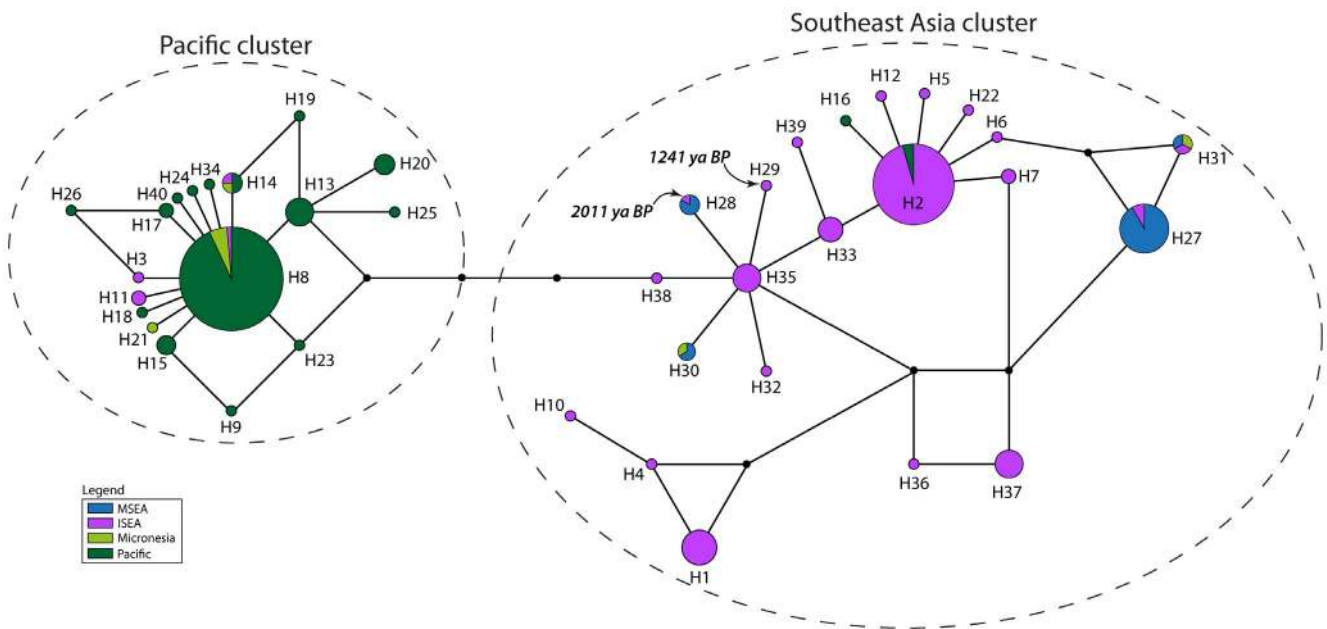 Southeast Asia cluster
Pacific cluster
H19
H12
H5
H16
H22
H6
H39
H31
H20
H34
H24
H14
H13
H40
H26
H17
H25
1241 ya BP
H29
H7
2011 ya BP
H28
H2
H27
H33
H3
H8
H35
H38
H11
H18
H21
H15
H23
H30
H32
H9
H10
H4
H36
H37
H1
Legend
MSEA
ISEA
Micronesia
Pacific